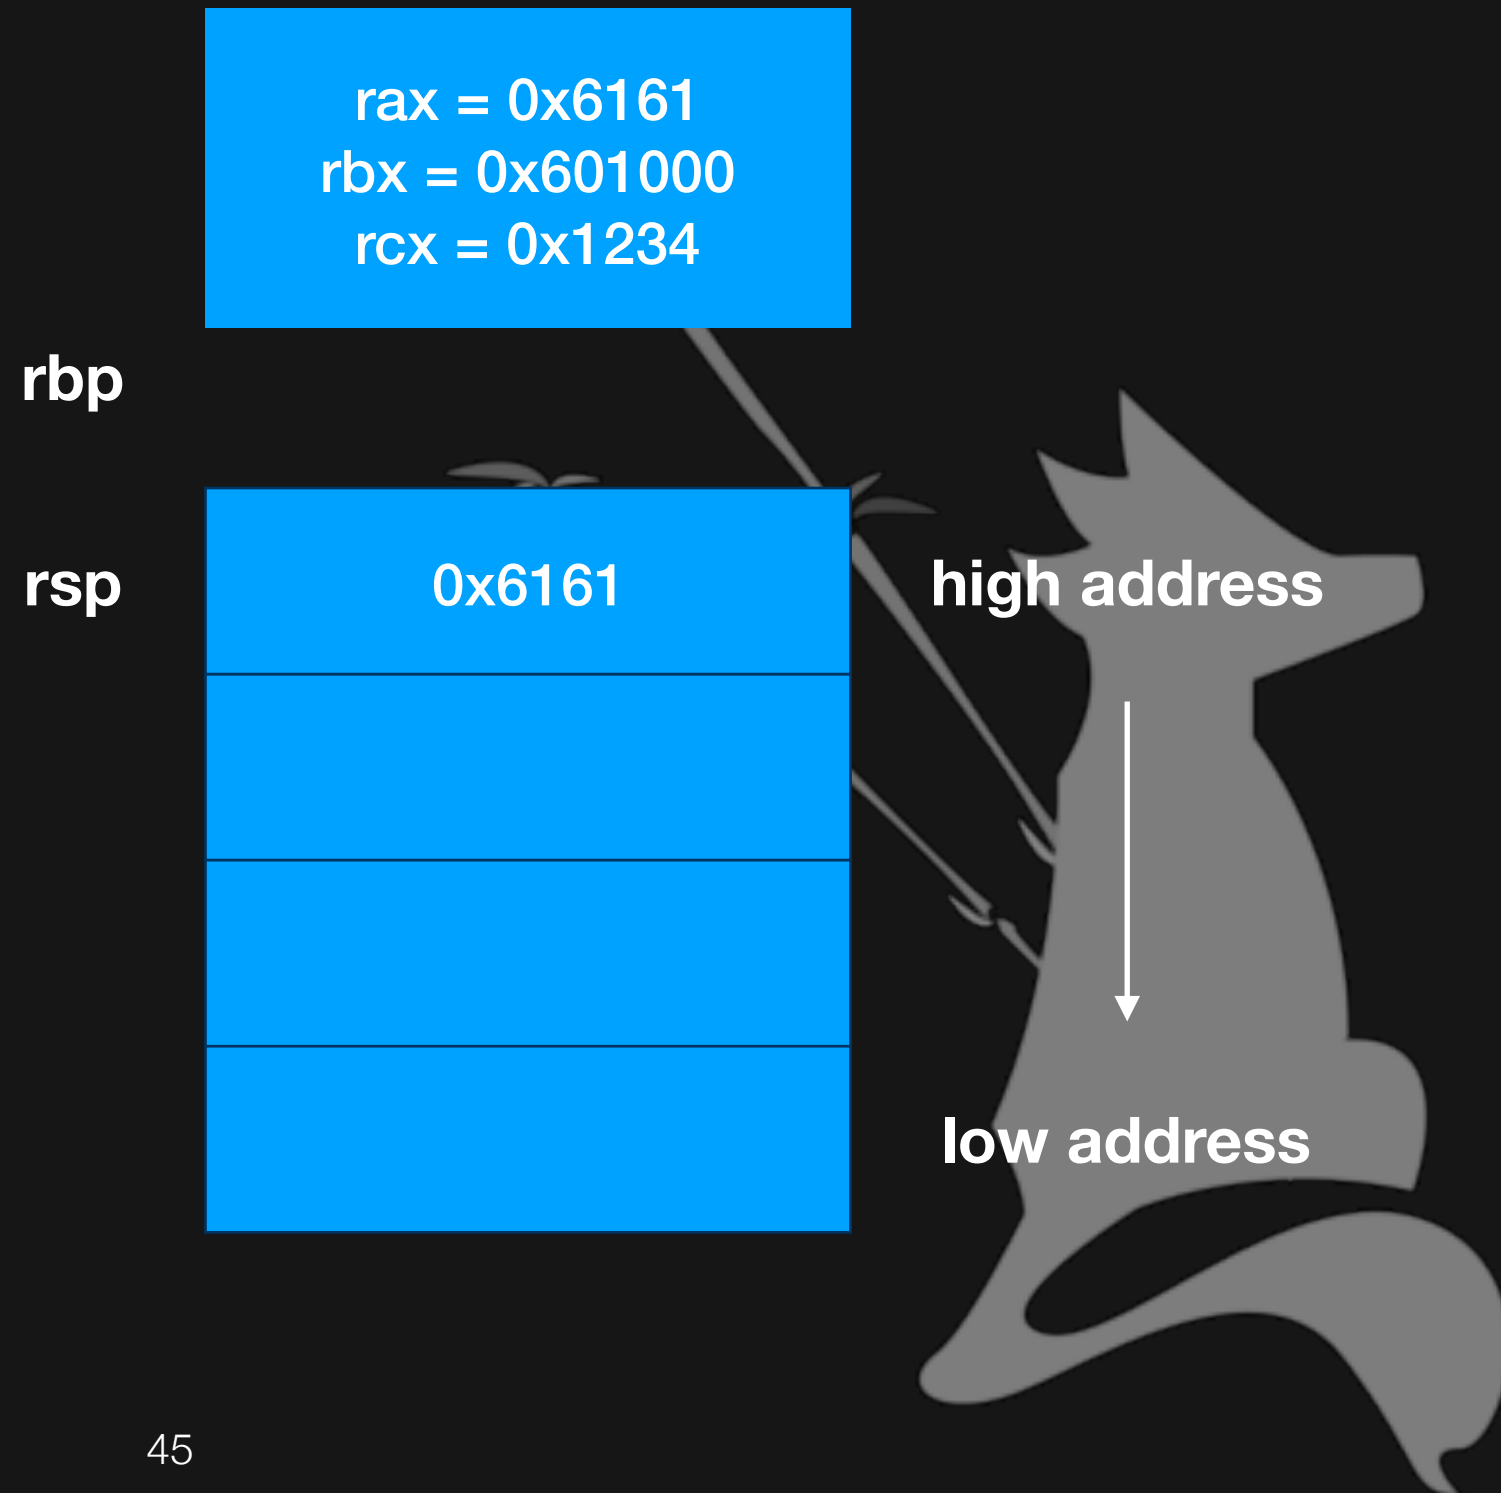 rax = 0x6161
rbx = 0x601000
rcx = 0x1234
rbp
rsp
0x6161
high address
low address
45